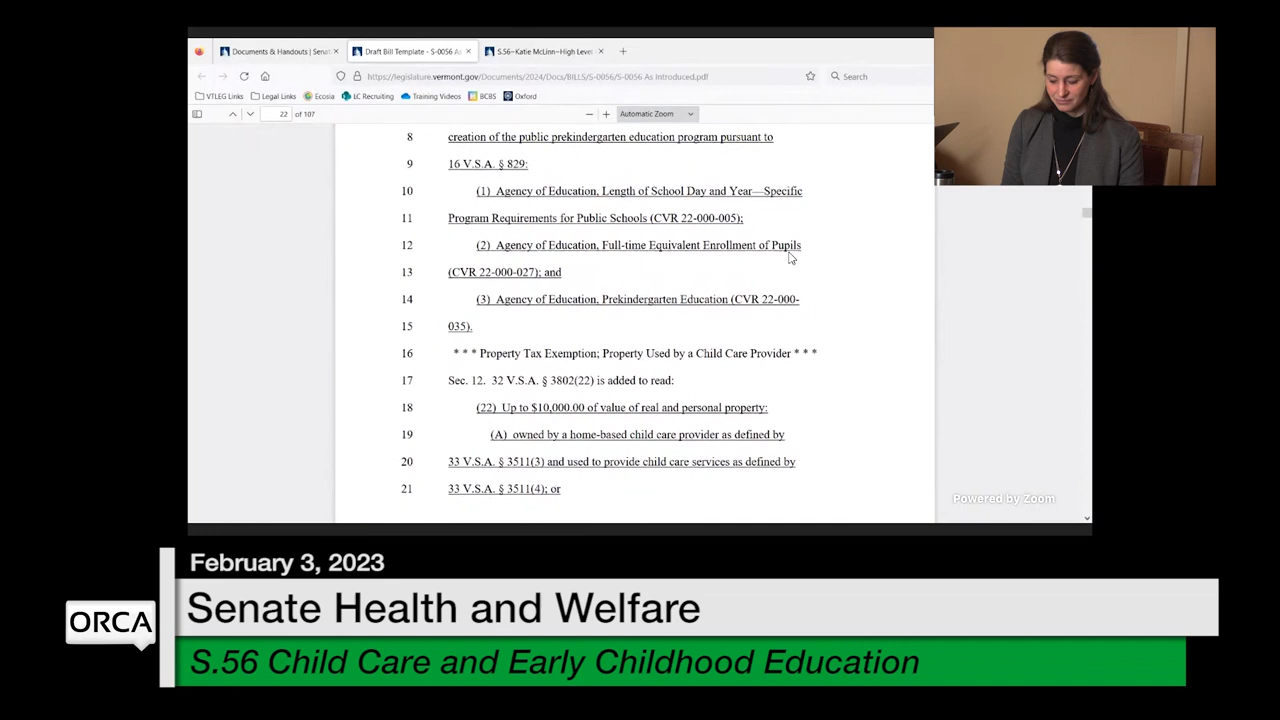 Documents & Handouts | Senat
Draft Bill Template - S-0056 As
S.56~Katie McLinn~High Level
https://legislature.vermont.gov/Documents/2024/Docs/BILLS/S-0056/S-0056 As Introduced.pdf
Search
VTLEG Links
Legal Links
Ecosia
LC Recruiting
Training Videos
BCBS
Oxford
22 of 107
Automatic Zoom
8 creation of the public prekindergarten education program pursuant to
9 16 V.S.A. § 829:
10 (1) Agency of Education, Length of School Day and Year—Specific
11 Program Requirements for Public Schools (CVR 22-000-005);
12 (2) Agency of Education, Full-time Equivalent Enrollment of Pupils
13 (CVR 22-000-027); and
14 (3) Agency of Education, Prekindergarten Education (CVR 22-000-
15 035).
16 * * * Property Tax Exemption; Property Used by a Child Care Provider * * *
17 Sec. 12. 32 V.S.A. § 3802(22) is added to read:
18 (22) Up to $10,000.00 of value of real and personal property:
19 (A) owned by a home-based child care provider as defined by
20 33 V.S.A. § 3511(3) and used to provide child care services as defined by
21 33 V.S.A. § 3511(4); or
Powered by Zoom
February 3, 2023
ORCA
Senate Health and Welfare
S.56 Child Care and Early Childhood Education